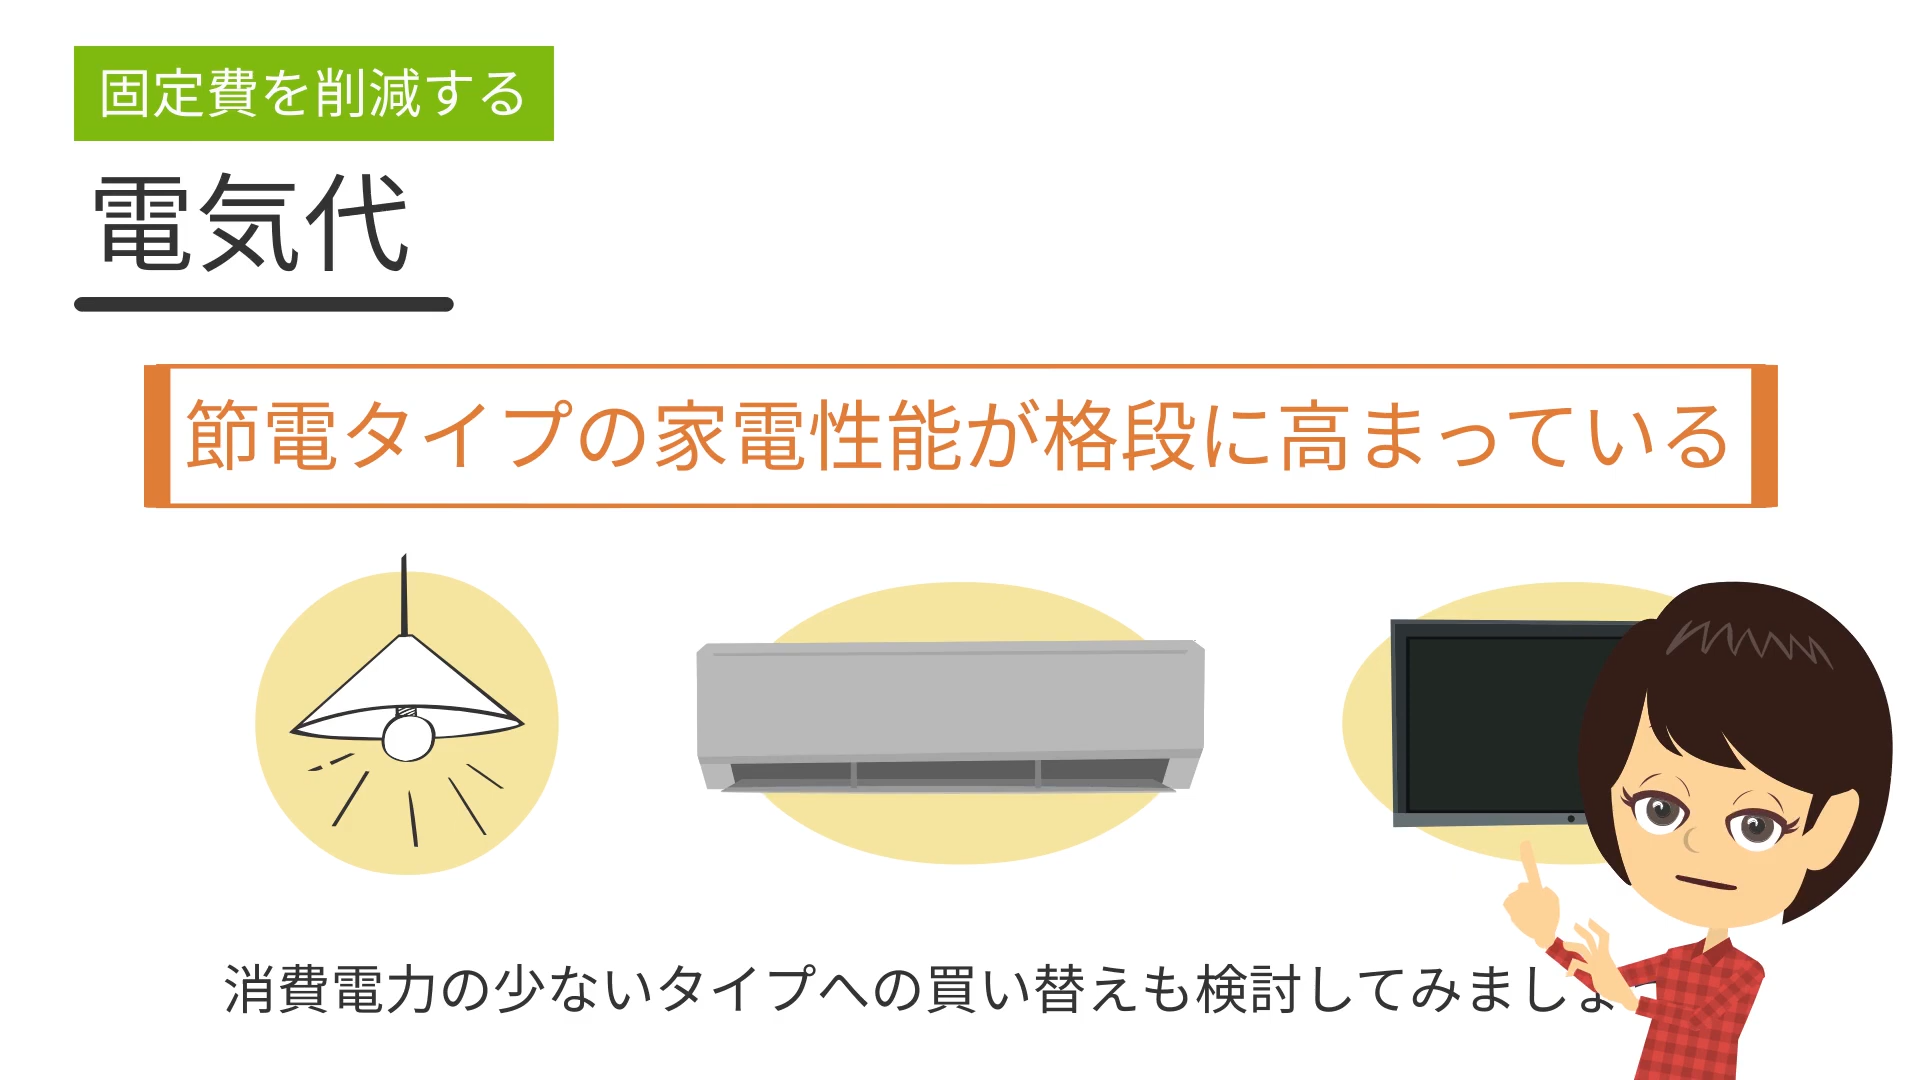 固定費を削減する
電気代
節電タイプの家電性能が格段に高まっている
消費電力の少ないタイプへの買い替えも検討してみましょ